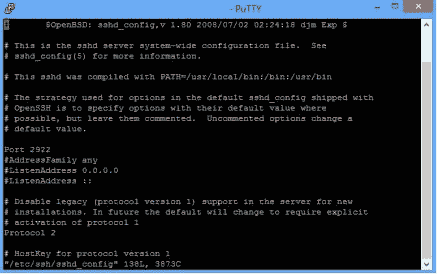 - PuTTY
# $OpenBSD: sshd_config,v 1.80 2008/07/02 02:24:18 djm Exp $
# This is the sshd server system-wide configuration file. See
# sshd_config(5) for more information.
# This sshd was compiled with PATH=/usr/local/bin:/bin:/usr/bin
# The strategy used for options in the default sshd_config shipped with
# OpenSSH is to specify options with their default value where
# possible, but leave them commented. Uncommented options change a
# default value.
Port 2922
#AddressFamily any
#ListenAddress 0.0.0.0
#ListenAddress ::
# Disable legacy (protocol version 1) support in the server for new
# installations. In future the default will change to require explicit
# activation of protocol 1
Protocol 2
# HostKey for protocol version 1
"/etc/ssh/sshd_config" 138L, 3873C